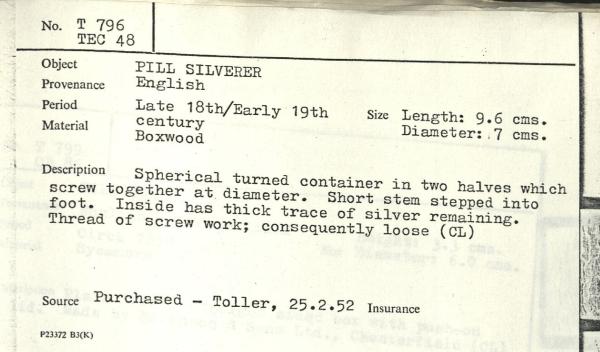 No. T 796
TEC 48
Object PILL SILVERER
Provenance English
Period Late 18th/Early 19th century
Size Length: 9.6 cms.
Diameter: 7 cms.
Material Boxwood
Description Spherical turned container in two halves which
screw together at diameter. Short stem stepped into
foot. Inside has thick trace of silver remaining.
Thread of screw work; consequently loose (CL)
Source Purchased - Toller, 25.2.52 Insurance
P23372 B3(K)